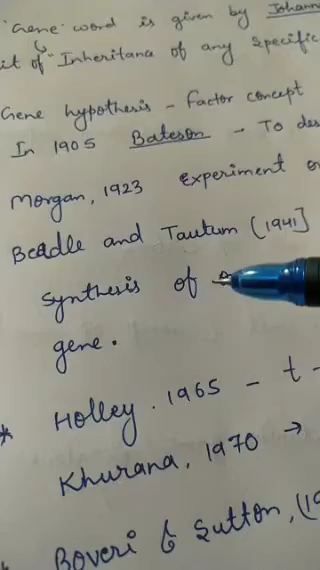 'Gene' word is given by Johann
it of "Inheritance of any specific
Gene hypothesis - Factor concept
In 1905 Bateson - To des
Morgan, 1923 Experiment o
Beadle and Tautum (1941)
Synthesis of
gene.
* Holley. 1965 - t -
Khurana, 1970 →
Boveri & Sutton, (19